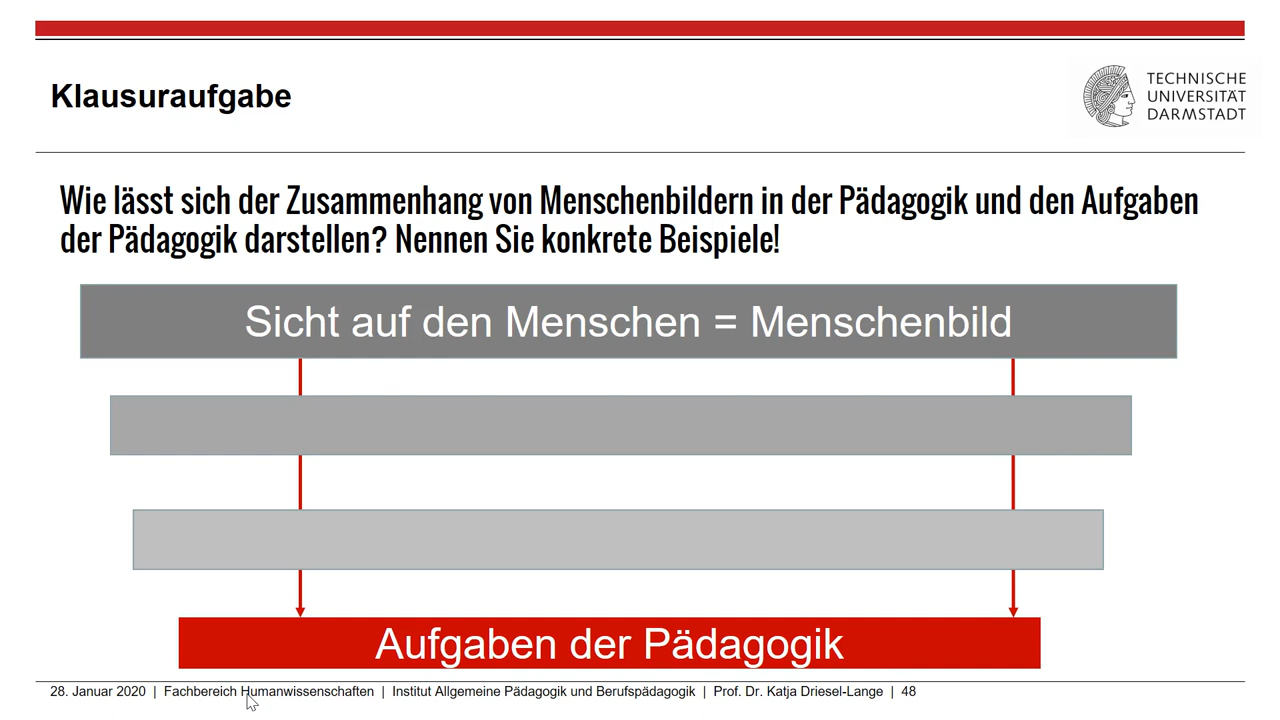 Klausuraufgabe
TECHNISCHE
UNIVERSITÄT
DARMSTADT
Wie lässt sich der Zusammenhang von Menschenbildern in der Pädagogik und den Aufgaben
der Pädagogik darstellen? Nennen Sie konkrete Beispiele!
Sicht auf den Menschen = Menschenbild
Aufgaben der Pädagogik
28. Januar 2020 | Fachbereich Humanwissenschaften | Institut Allgemeine Pädagogik und Berufspädagogik | Prof. Dr. Katja Driesel-Lange | 48